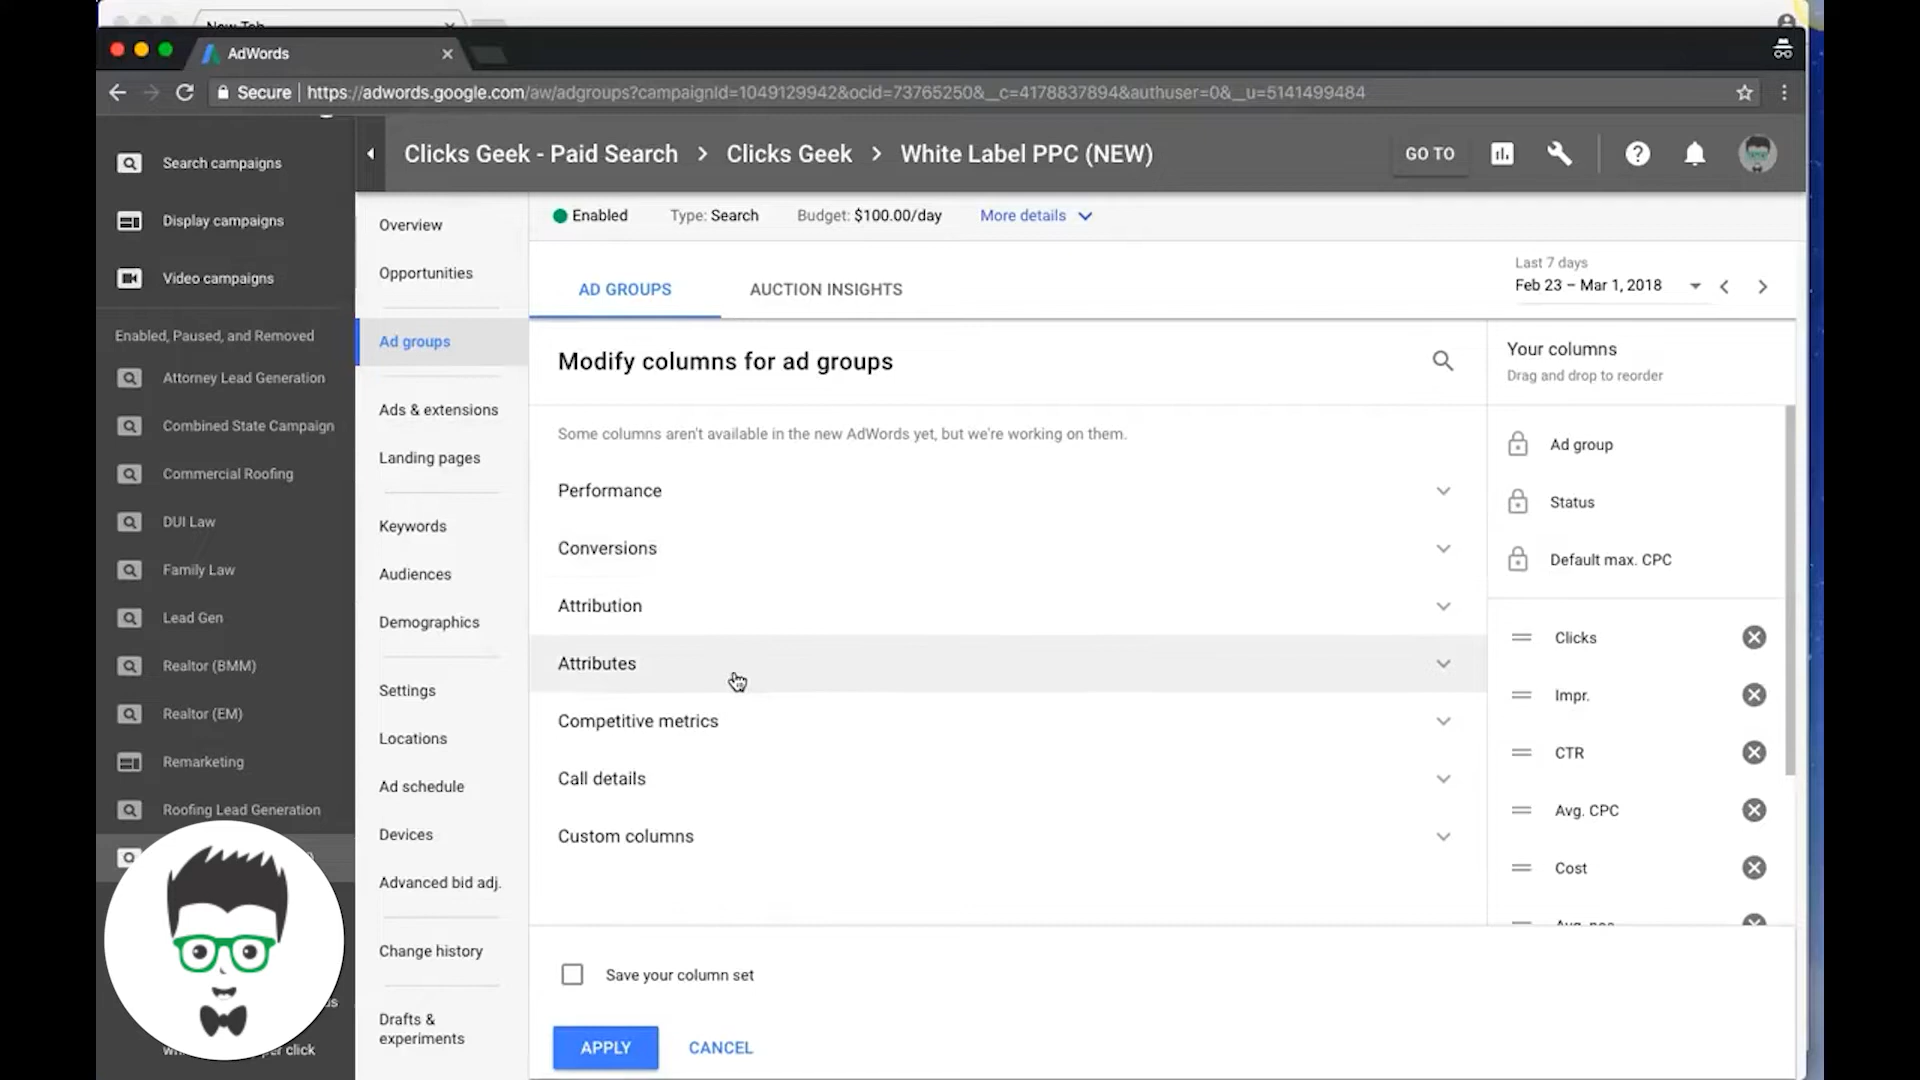 New Tab
AdWords
Secure
https://adwords.google.com/aw/adgroups?campaignId=1049129942&ocid=73765250&__c=4178837894&authuser=0&__u=5141499484
Clicks Geek - Paid Search > Clicks Geek > White Label PPC (NEW)
GO TO
Search campaigns
Display campaigns
Video campaigns
Enabled, Paused, and Removed
Attorney Lead Generation
Combined State Campaign
Commercial Roofing
DUI Law
Family Law
Lead Gen
Realtor (BMM)
Realtor (EM)
Remarketing
Roofing Lead Generation
per click
Overview
Opportunities
Ad groups
Ads & extensions
Landing pages
Keywords
Audiences
Demographics
Settings
Locations
Ad schedule
Devices
Advanced bid adj.
Change history
Drafts &
experiments
Enabled
Type: Search
Budget: $100.00/day
More details
AD GROUPS
AUCTION INSIGHTS
Last 7 days
Feb 23 – Mar 1, 2018
Modify columns for ad groups
Some columns aren't available in the new AdWords yet, but we're working on them.
Performance
Conversions
Attribution
Attributes
Competitive metrics
Call details
Custom columns
Your columns
Drag and drop to reorder
Ad group
Status
Default max. CPC
Clicks
Impr.
CTR
Avg. CPC
Cost
Save your column set
APPLY
CANCEL